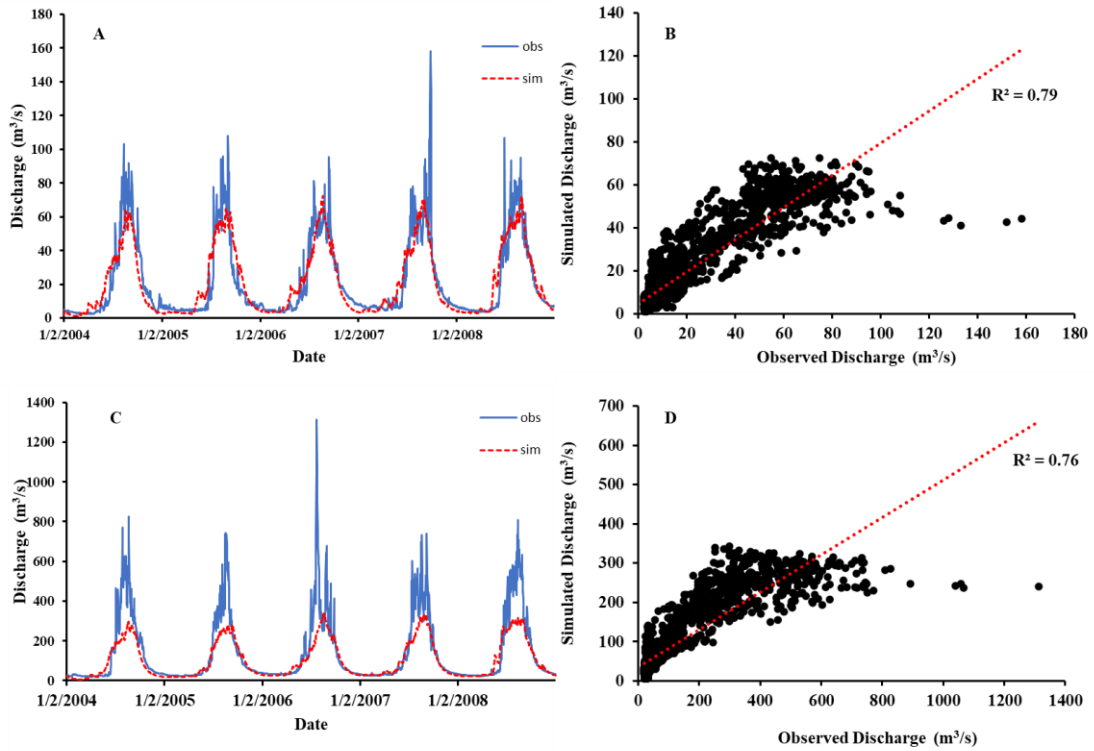 A
obs
sim
Discharge (m³/s)
180
160
140
120
100
80
60
40
20
0
1/2/2004 1/2/2005 1/2/2006 1/2/2007 1/2/2008
Date
B
R² = 0.79
Simulated Discharge (m³/s)
140
120
100
80
60
40
20
0
0 20 40 60 80 100 120 140 160 180
Observed Discharge (m³/s)
C
obs
sim
Discharge (m³/s)
1400
1200
1000
800
600
400
200
0
1/2/2004 1/2/2005 1/2/2006 1/2/2007 1/2/2008
Date
D
R² = 0.76
Simulated Discharge (m³/s)
700
600
500
400
300
200
100
0
0 200 400 600 800 1000 1200 1400
Observed Discharge (m³/s)